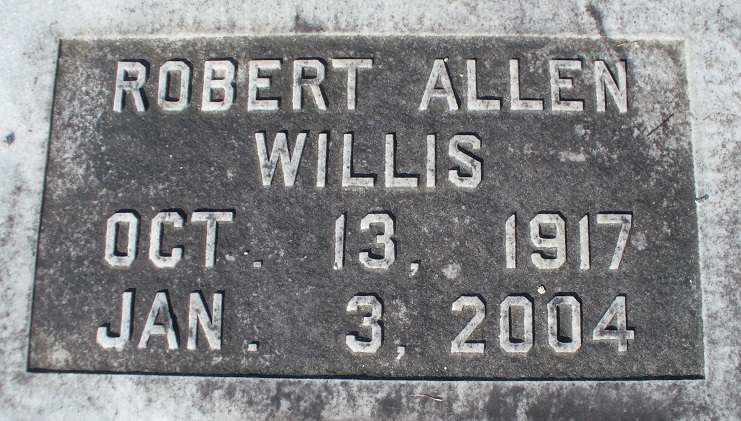 ROBERT ALLEN
WILLIS
OCT. 13, 1917
JAN. 3, 2004